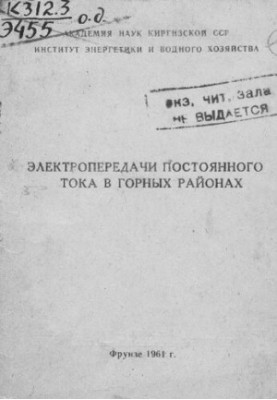 К312.3 о.д.
Э455
АКАДЕМИЯ НАУК КИРГИЗСКОЙ ССР
ИНСТИТУТ ЭНЕРГЕТИКИ И ВОДНОГО ХОЗЯЙСТВА
ЭКЗ. ЧИТ. Зала
не ВЫДАЕТСЯ
ЭЛЕКТРОПЕРЕДАЧИ ПОСТОЯННОГО
ТОКА В ГОРНЫХ РАЙОНАХ
Фрунзе 1961 г.